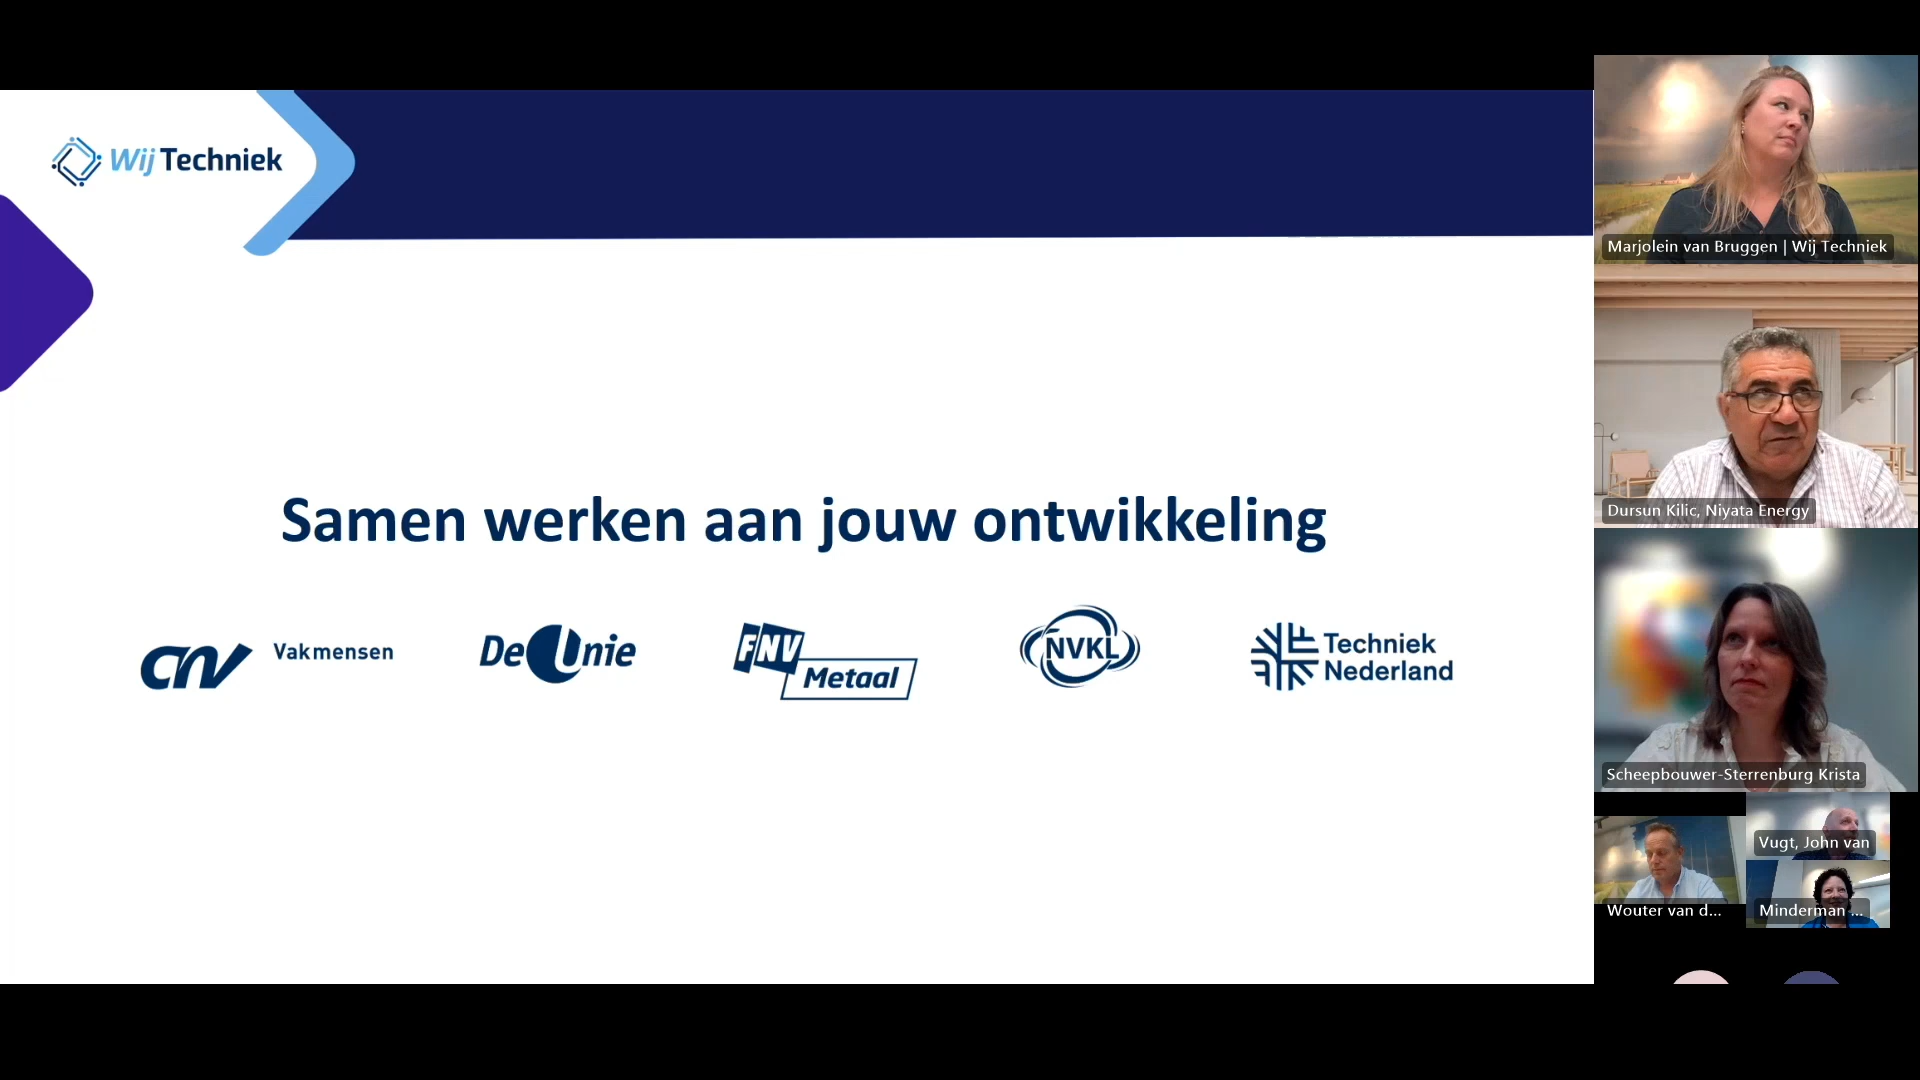 Wij Techniek
Samen werken aan jouw ontwikkeling
CNV Vakmensen
De Unie
FNV Metaal
NVKL
Techniek
Nederland
Marjolein van Bruggen | Wij Techniek
Dursun Kilic, Niyata Energy
Scheepbouwer-Sterrenburg Krista
Wouter van d...
Vugt, John van
Minderman ...